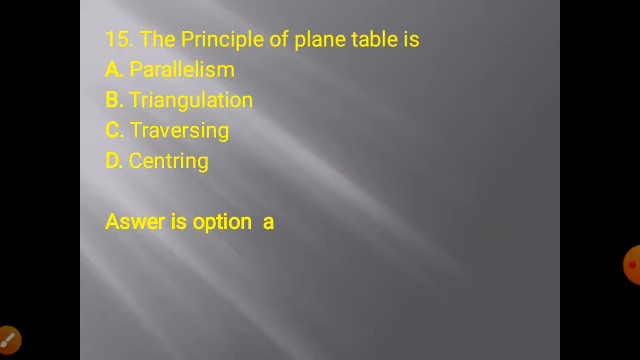 15. The Principle of plane table is
A. Parallelism
B. Triangulation
C. Traversing
D. Centring
Aswer is option a